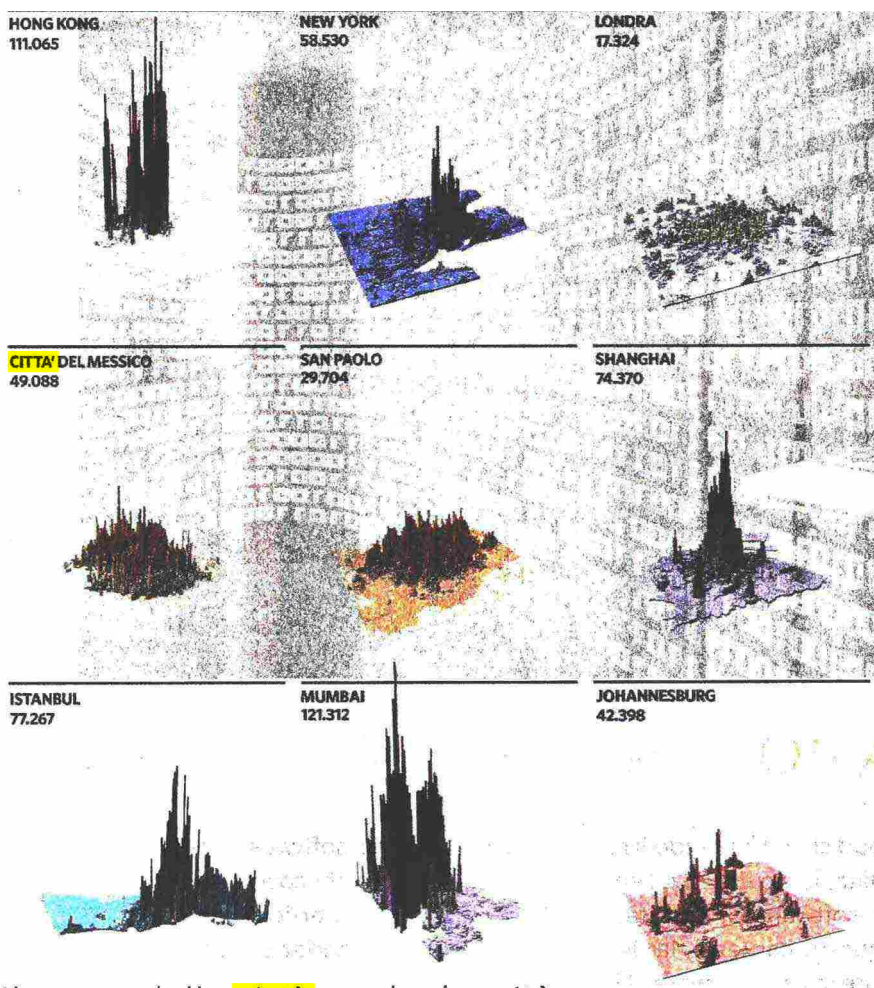 HONG KONG
111.065
NEW YORK
58.530
LONDRA
17.324
CITTA' DEL MESSICO
49.088
SAN PAOLO
29.704
SHANGHAI
74.370
ISTANBUL
77.267
MUMBAI
121.312
JOHANNESBURG
42.398